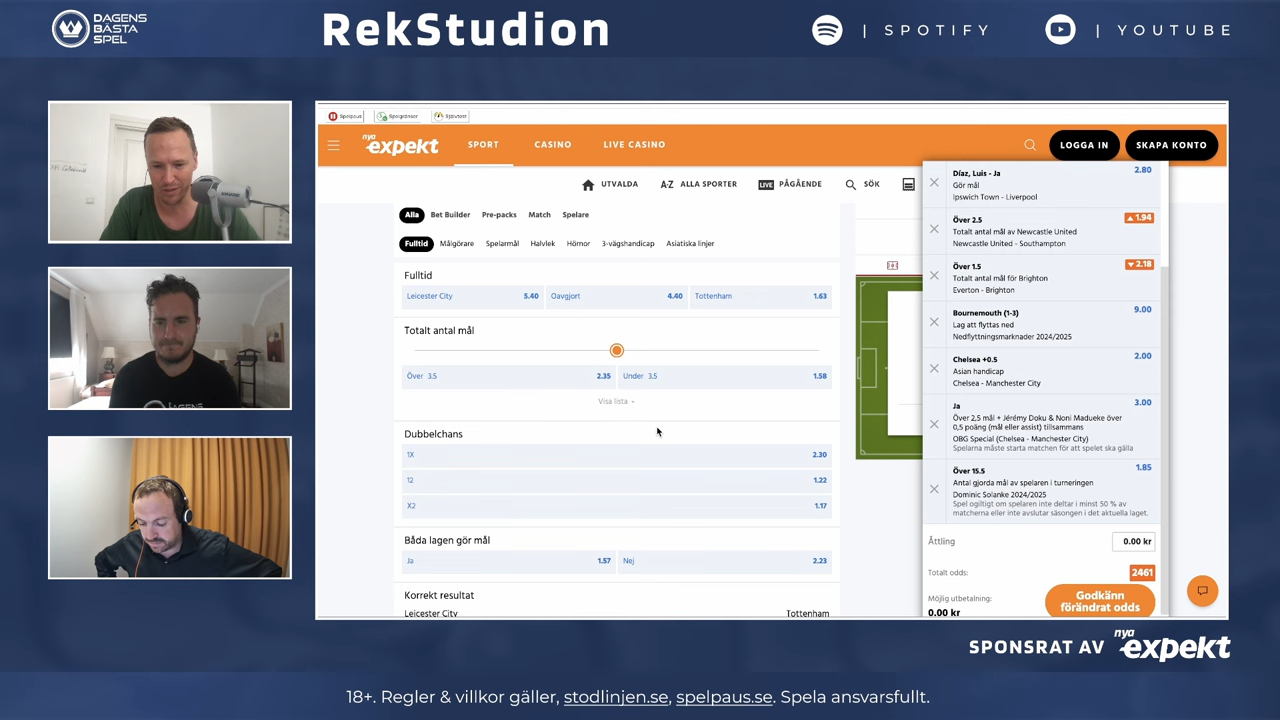 DAGENS
BÄSTA
SPEL
RekStudion
| SPOTIFY
| YOUTUBE
Spelpaus
Spelgränser
Självtest
nya
expekt
SPORT
CASINO
LIVE CASINO
LOGGA IN
SKAPA KONTO
UTVALDA
A-Z ALLA SPORTER
LIVE PÅGÅENDE
SÖK
Alla
Bet Builder
Pre-packs
Match
Spelare
Fulltid
Målgörare
Spelarmål
Halvlek
Hörnor
3-vägshandicap
Asiatiska linjer
Fulltid
Leicester City 5.40
Oavgjort 4.40
Tottenham 1.63
Totalt antal mål
Över 3.5 2.35
Under 3.5 1.58
Visa lista
Dubbelchans
1X 2.30
12 1.22
X2 1.17
Båda lagen gör mål
Ja 1.57
Nej 2.23
Korrekt resultat
Leicester City
Tottenham
Díaz, Luis - Ja 2.80
Gör mål
Ipswich Town - Liverpool
Över 2.5 1.94
Totalt antal mål av Newcastle United
Newcastle United - Southampton
Över 1.5 2.18
Totalt antal mål för Brighton
Everton - Brighton
Bournemouth (1-3) 9.00
Lag att flyttas ned
Nedflyttningsmarknader 2024/2025
Chelsea +0.5 2.00
Asian handicap
Chelsea - Manchester City
Ja 3.00
Över 2,5 mål + Jérémy Doku & Noni Madueke över
0,5 poäng (mål eller assist) tillsammans
OBG Special (Chelsea - Manchester City)
Spelarna måste starta matchen för att spelet ska gälla
Över 15.5 1.85
Antal gjorda mål av spelaren i turneringen
Dominic Solanke 2024/2025
Spel ogiltigt om spelaren inte deltar i minst 50 % av
matcherna eller inte avslutar säsongen i det aktuella laget.
Åttling 0.00 kr
Totalt odds: 2461
Möjlig utbetalning:
0.00 kr
Godkänn
förändrat odds
SPONSRAT AV nya expekt
18+. Regler & villkor gäller, stodlinjen.se, spelpaus.se. Spela ansvarsfullt.